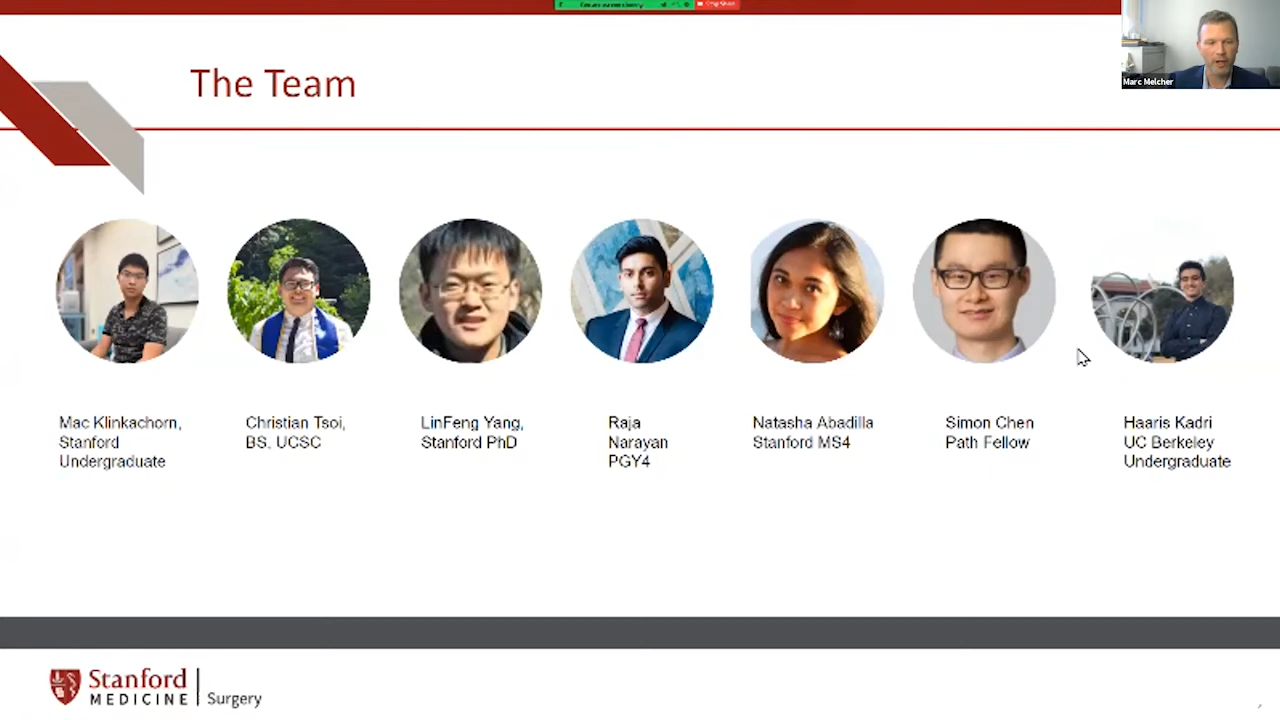 The Team
Marc Melcher
Mac Klinkachorn,
Stanford
Undergraduate
Christian Tsoi,
BS, UCSC
LinFeng Yang,
Stanford PhD
Raja
Narayan
PGY4
Natasha Abadilla
Stanford MS4
Simon Chen
Path Fellow
Haaris Kadri
UC Berkeley
Undergraduate
Stanford
MEDICINE
Surgery